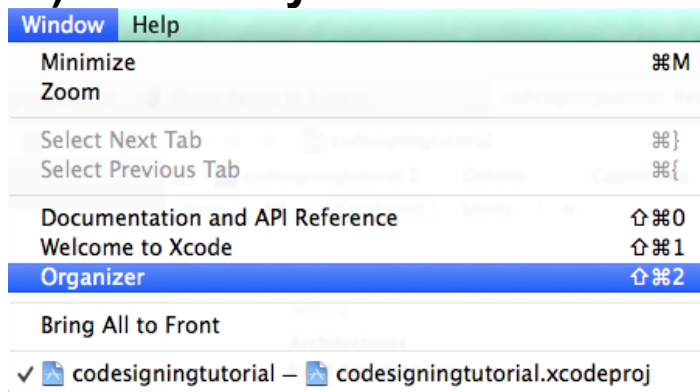 Window Help
Minimize ⌘M
Zoom
Select Next Tab ⌘}
Select Previous Tab ⌘{
Documentation and API Reference ⇧⌘0
Welcome to Xcode ⇧⌘1
Organizer ⇧⌘2
Bring All to Front
✓ codesigningtutorial — codesigningtutorial.xcodeproj